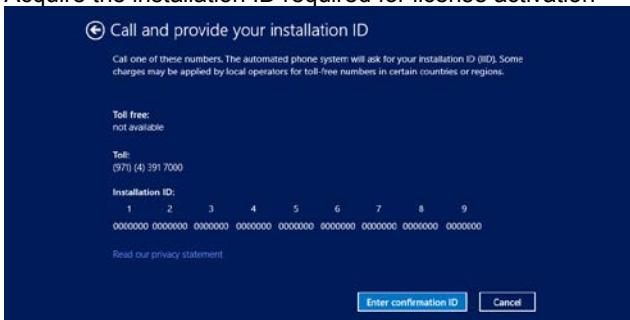 Acquire the installation ID required for license activation
Call and provide your installation ID
Call one of these numbers. The automated phone system will ask for your installation ID (IID). Some
charges may be applied by local operators for toll-free numbers in certain countries or regions.
Toll free:
not available
Toll:
(971) (4) 391 7000
Installation ID:
1 2 3 4 5 6 7 8 9
0000000 0000000 0000000 0000000 0000000 0000000 0000000 0000000 0000000
Read our privacy statement
Enter confirmation ID Cancel